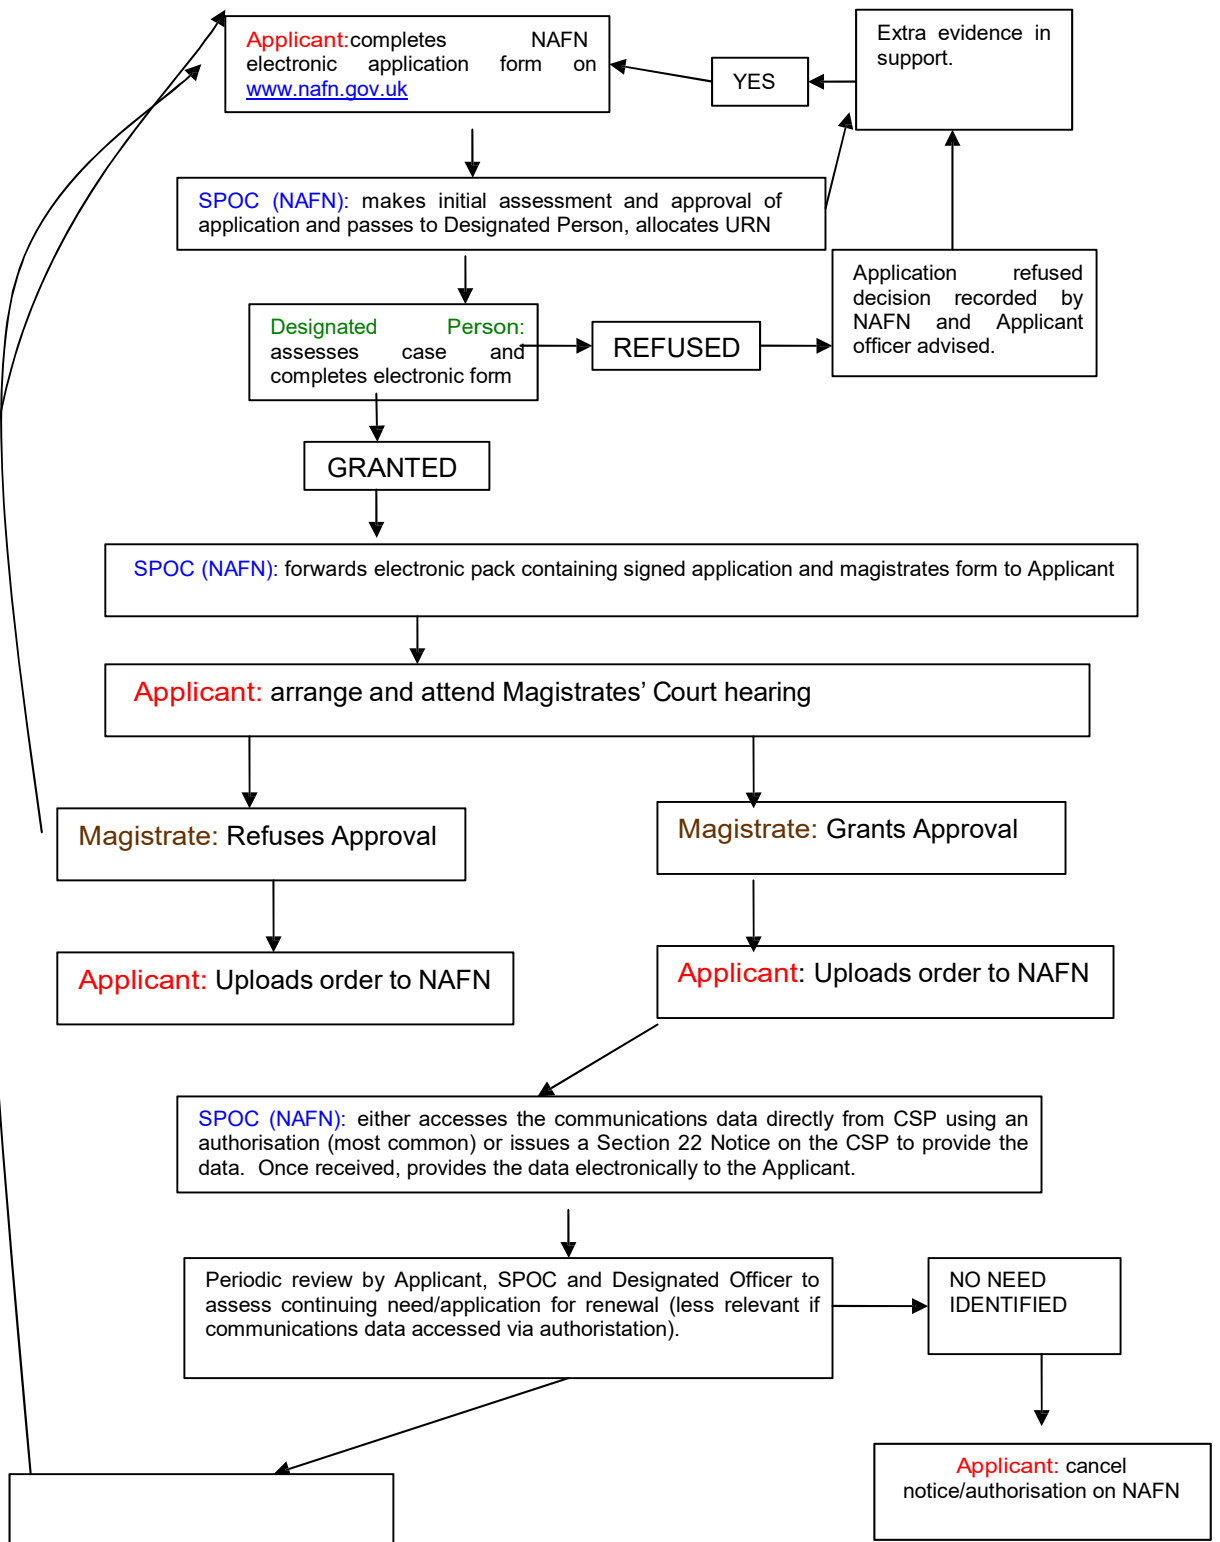 Applicant:completes NAFN
electronic application form on
www.nafn.gov.uk
YES
Extra evidence in
support.
SPOC (NAFN): makes initial assessment and approval of
application and passes to Designated Person, allocates URN
Designated Person:
assesses case and
completes electronic form
REFUSED
Application refused
decision recorded by
NAFN and Applicant
officer advised.
GRANTED
SPOC (NAFN): forwards electronic pack containing signed application and magistrates form to Applicant
Applicant: arrange and attend Magistrates’ Court hearing
Magistrate: Refuses Approval
Magistrate: Grants Approval
Applicant: Uploads order to NAFN
Applicant: Uploads order to NAFN
SPOC (NAFN): either accesses the communications data directly from CSP using an
authorisation (most common) or issues a Section 22 Notice on the CSP to provide the
data. Once received, provides the data electronically to the Applicant.
Periodic review by Applicant, SPOC and Designated Officer to
assess continuing need/application for renewal (less relevant if
communications data accessed via authoristation).
NO NEED
IDENTIFIED
Applicant: cancel
notice/authorisation on NAFN